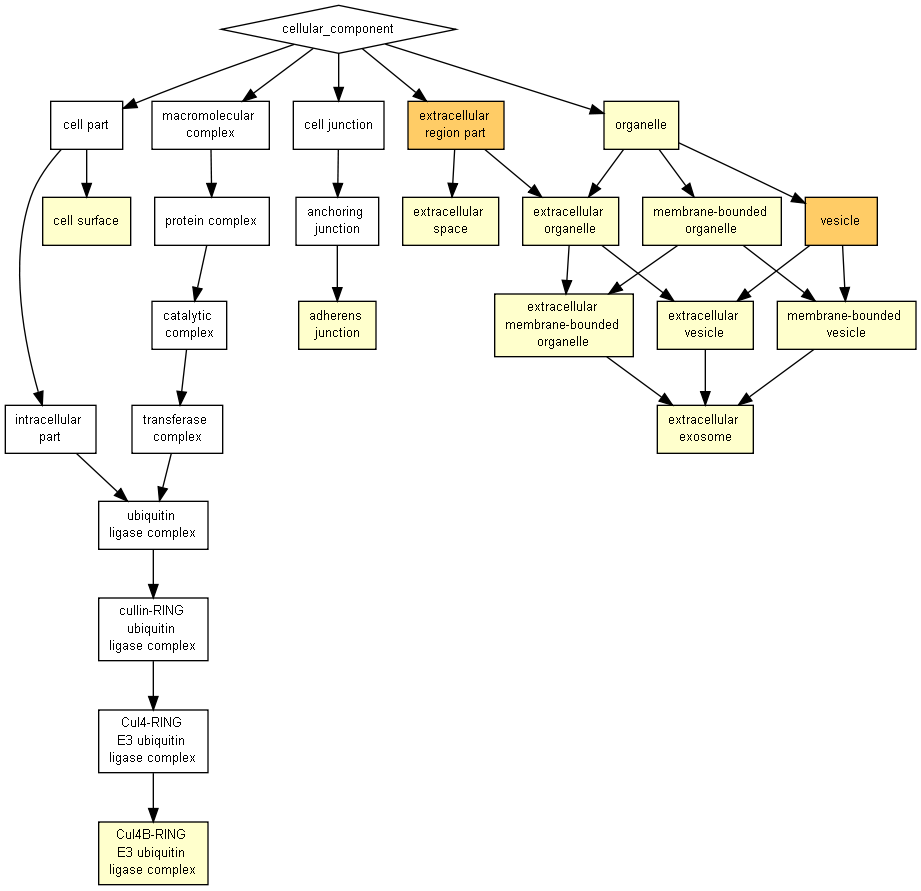 cellular_component
cell part
macromolecular
complex
cell junction
extracellular
region part
organelle
cell surface
protein complex
anchoring
junction
extracellular
space
extracellular
organelle
membrane-bounded
organelle
vesicle
catalytic
complex
adherens
junction
extracellular
membrane-bounded
organelle
extracellular
vesicle
membrane-bounded
vesicle
intracellular
part
transferase
complex
extracellular
exosome
ubiquitin
ligase complex
cullin-RING
ubiquitin
ligase complex
Cul4-RING
E3 ubiquitin
ligase complex
Cul4B-RING
E3 ubiquitin
ligase complex